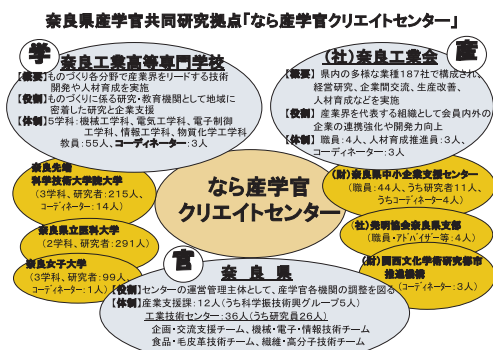 奈良県産学官共同研究拠点「なら産学官クリエイトセンター」
学
奈良工業高等専門学校
【概要】ものづくり各分野で産業界をリードする技術
開発や人材育成を実施
【役割】ものづくりに係る研究・教育機関として地域に
密着した研究と企業支援
【体制】5学科:機械工学科、電気工学科、電子制御
工学科、情報工学科、物質化学工学科
教員:55人、コーディネーター:3人
産
(社)奈良工業会
【概要】 県内の多様な業種187社で構成され、
経営研究、企業間交流、生産改善、
人材育成などを実施
【役割】 産業界を代表する組織として会員内外の
企業の連携強化や開発力向上
【体制】 職員:4人、人材育成推進員:3人、
コーディネーター:3人
奈良先端
科学技術大学院大学
(3学科、研究者:215人、
コーディネーター:14人)
奈良県立医科大学
(2学科、研究者:291人)
奈良女子大学
(3学科、研究者:99人、
コーディネーター:1人)
なら産学官
クリエイトセンター
(財)奈良県中小企業支援センター
(職員:44人、うち研究者11人、
うちコーディネーター4人)
(社)発明協会奈良県支部
(職員・アドバイザー等:4人)
(財)関西文化学術研究都市
推進機構
(コーディネーター:3人)
官
奈 良 県
【役割】センターの運営管理主体として、産学官各機関の調整を図る
【体制】産業支援課:12人(うち科学振技術興グループ5人)
工業技術センター:36人(うち研究員26人)
企画・交流支援チーム、機械・電子・情報技術チーム
食品・毛皮革技術チーム、繊維・高分子技術チーム